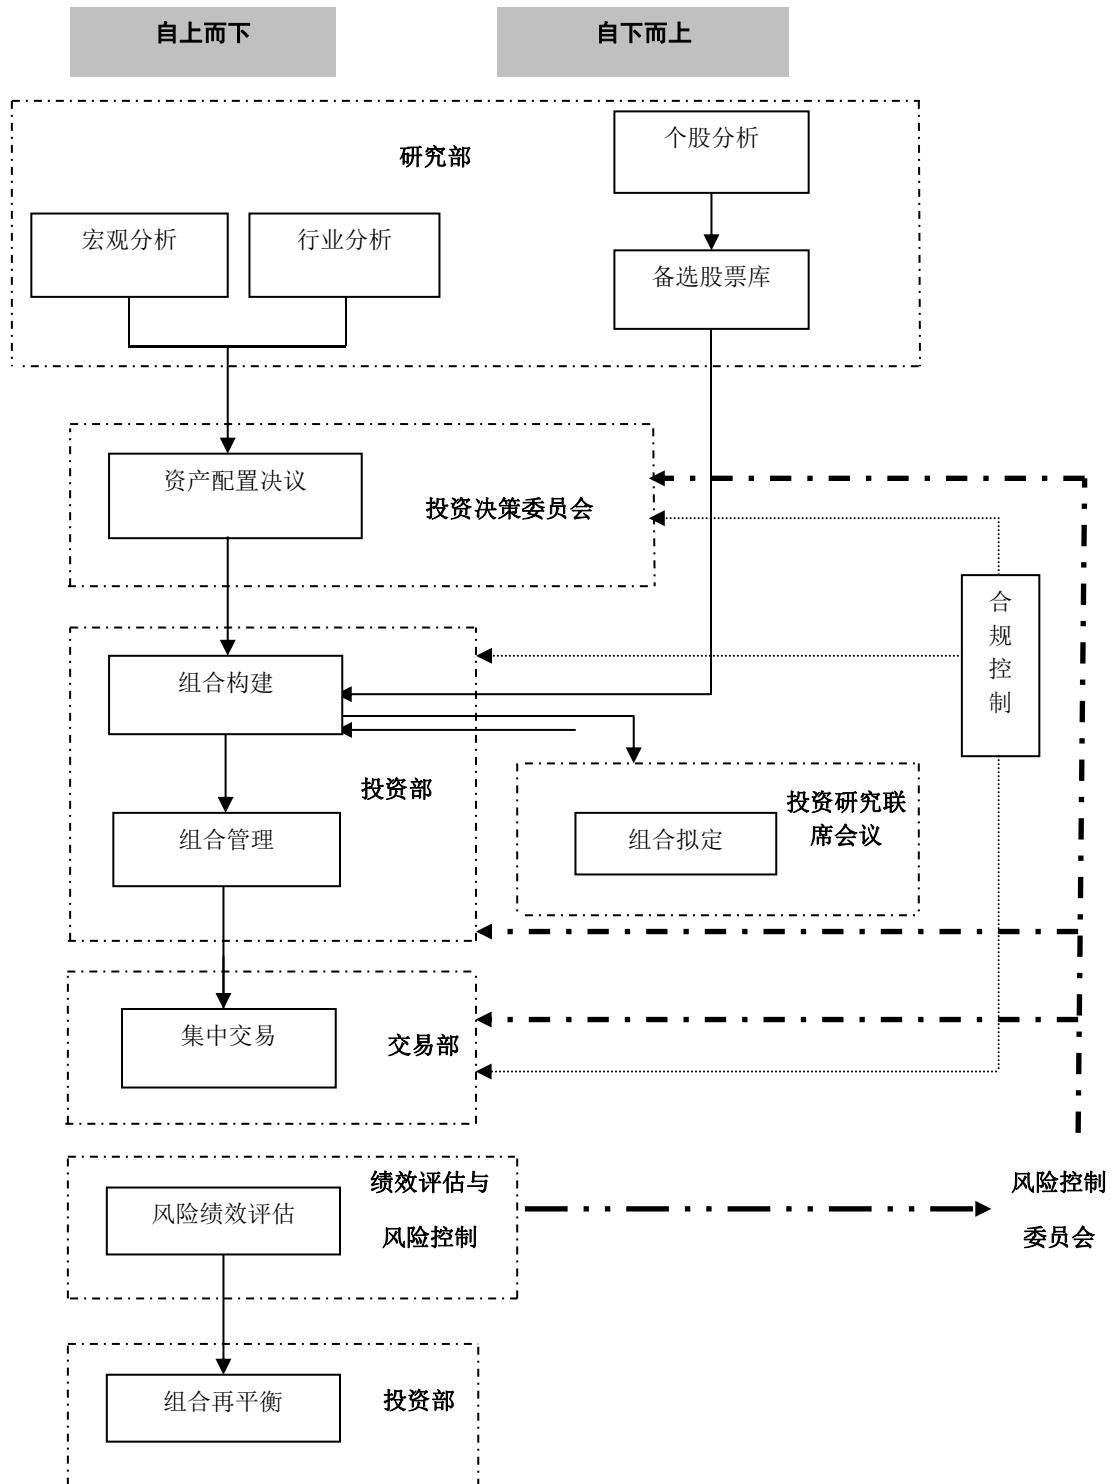 自上而下
自下而上
研究部
个股分析
宏观分析
行业分析
备选股票库
资产配置决议
投资决策委员会
合
规
控
制
组合构建
投资部
投资研究联
席会议
组合管理
组合拟定
集中交易
交易部
绩效评估与
风险控制
风险绩效评估
风险控制
委员会
组合再平衡
投资部